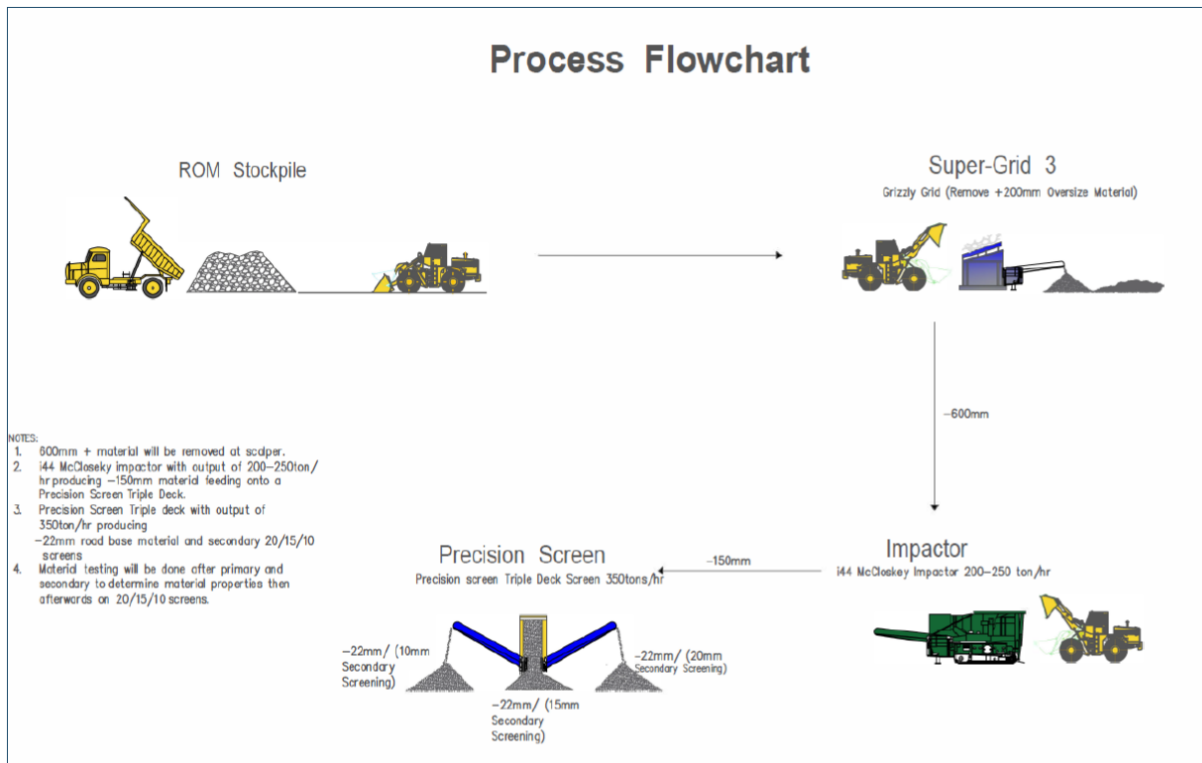 Process Flowchart
ROM Stockpile
Super-Grid 3
Grizzly Grid (Remove +200mm Oversize Material)
-600mm
NOTES:
1. 600mm + material will be removed at scalper.
2. i44 McCloseky impactor with output of 200-250ton/
hr producing -150mm material feeding onto a
Precision Screen Triple Deck.
3. Precision Screen Triple deck with output of
350ton/hr producing
-22mm road base material and secondary 20/15/10
screens
4. Material testing will be done after primary and
secondary to determine material properties then
afterwards on 20/15/10 screens.
Precision Screen
Precision screen Triple Deck Screen 350tons/hr
-150mm
Impactor
i44 McCloskey Impactor 200-250 ton/hr
-22mm/ (10mm
Secondary
Screening)
-22mm/ (15mm
Secondary
Screening)
-22mm/ (20mm
Secondary Screening)